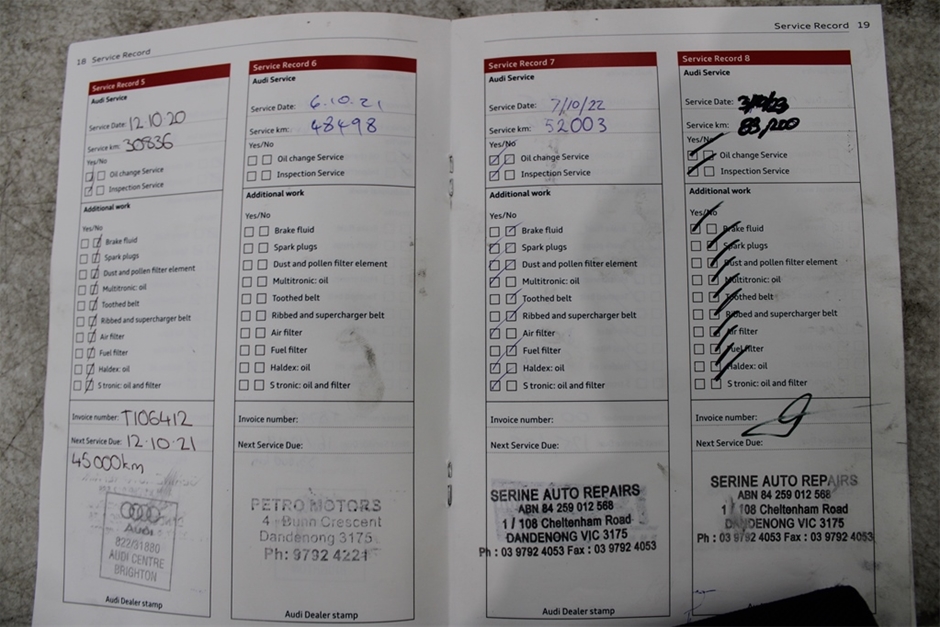 18 Service Record
Service Record 5
Audi Service
Service Date: 12.10.20
Service km: 30836
Yes/No
Oil change Service
Inspection Service
Additional work
Yes/No
Brake fluid
Spark plugs
Dust and pollen filter element
Multitronic: oil
Toothed belt
Ribbed and supercharger belt
Air filter
Fuel filter
Haldex: oil
S tronic: oil and filter
Invoice number: T106412
Next Service Due: 12.10.21
45000km
Audi
822/31880
AUDI CENTRE
BRIGHTON
Audi Dealer stamp
Service Record 6
Audi Service
Service Date: 6.10.21
Service km: 48498
Yes/No
Oil change Service
Inspection Service
Additional work
Yes/No
Brake fluid
Spark plugs
Dust and pollen filter element
Multitronic: oil
Toothed belt
Ribbed and supercharger belt
Air filter
Fuel filter
Haldex: oil
S tronic: oil and filter
Invoice number:
Next Service Due:
PETRO MOTORS
4 Bunn Crescent
Dandenong 3175
Ph: 9792 4221
Audi Dealer stamp
Service Record 19
Service Record 7
Audi Service
Service Date: 7/10/22
Service km: 52003
Yes/No
Oil change Service
Inspection Service
Additional work
Yes/No
Brake fluid
Spark plugs
Dust and pollen filter element
Multitronic: oil
Toothed belt
Ribbed and supercharger belt
Air filter
Fuel filter
Haldex: oil
S tronic: oil and filter
Invoice number:
Next Service Due:
SERINE AUTO REPAIRS
ABN 84 259 012 568
1 / 108 Cheltenham Road
DANDENONG VIC 3175
Ph : 03 9792 4053 Fax : 03 9792 4053
Audi Dealer stamp
Service Record 8
Audi Service
Service Date: 3/10/23
Service km:
Yes/No
Oil change Service
Inspection Service
Additional work
Yes/No
Brake fluid
Spark plugs
Dust and pollen filter element
Multitronic: oil
Toothed belt
Ribbed and supercharger belt
Air filter
Fuel filter
Haldex: oil
S tronic: oil and filter
Invoice number:
Next Service Due:
SERINE AUTO REPAIRS
ABN 84 259 012 568
1 / 108 Cheltenham Road
DANDENONG VIC 3175
Ph : 03 9792 4053 Fax : 03 9792 4053
Audi Dealer stamp